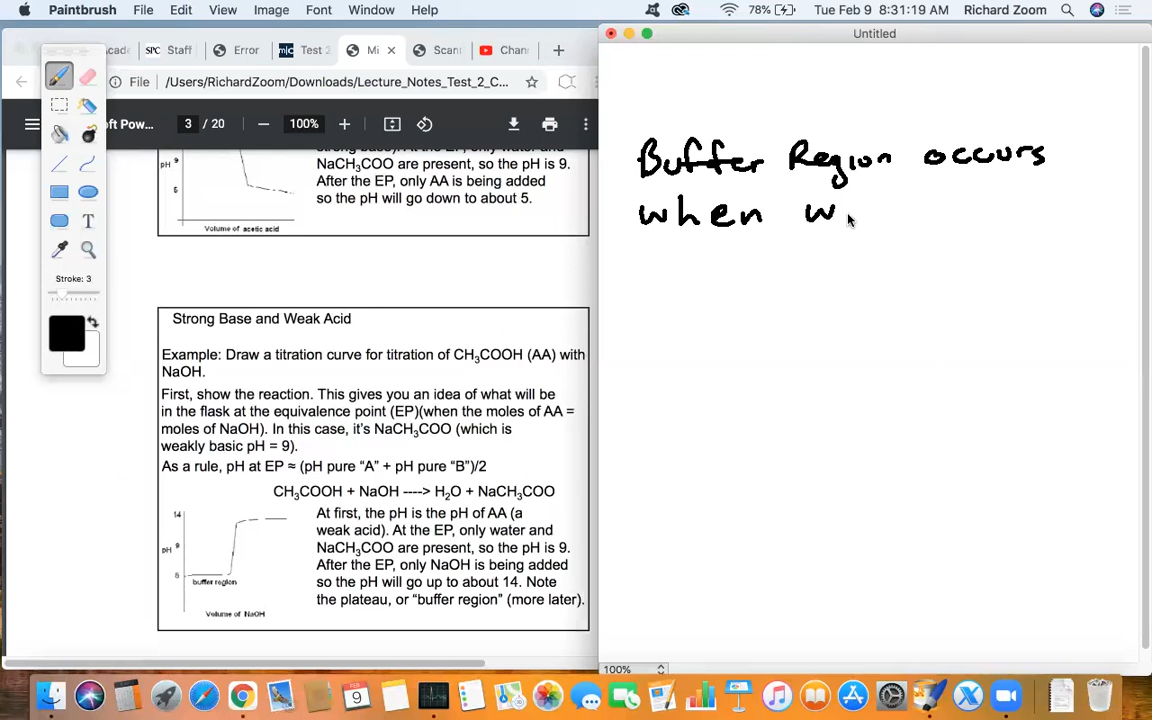 Paintbrush File Edit View Image Font Window Help 78% Tue Feb 9 8:31:19 AM Richard Zoom
Acade SPC Staff Error m|c Test 2 Mi Scan Chan
File /Users/RichardZoom/Downloads/Lecture_Notes_Test_2_C...
Untitled
oft Pow... 3 / 20 100%
NaCH₃COO are present, so the pH is 9.
After the EP, only AA is being added
so the pH will go down to about 5.
pH 9
5
Volume of acetic acid
Stroke: 3
Strong Base and Weak Acid
Example: Draw a titration curve for titration of CH₃COOH (AA) with
NaOH.
First, show the reaction. This gives you an idea of what will be
in the flask at the equivalence point (EP)(when the moles of AA =
moles of NaOH). In this case, it's NaCH₃COO (which is
weakly basic pH = 9).
As a rule, pH at EP ≈ (pH pure “A” + pH pure “B”)/2
CH₃COOH + NaOH ----> H₂O + NaCH₃COO
14
pH 9
5
buffer region
Volume of NaOH
At first, the pH is the pH of AA (a
weak acid). At the EP, only water and
NaCH₃COO are present, so the pH is 9.
After the EP, only NaOH is being added
so the pH will go up to about 14. Note
the plateau, or “buffer region” (more later).
Buffer Region occurs
when w
100%